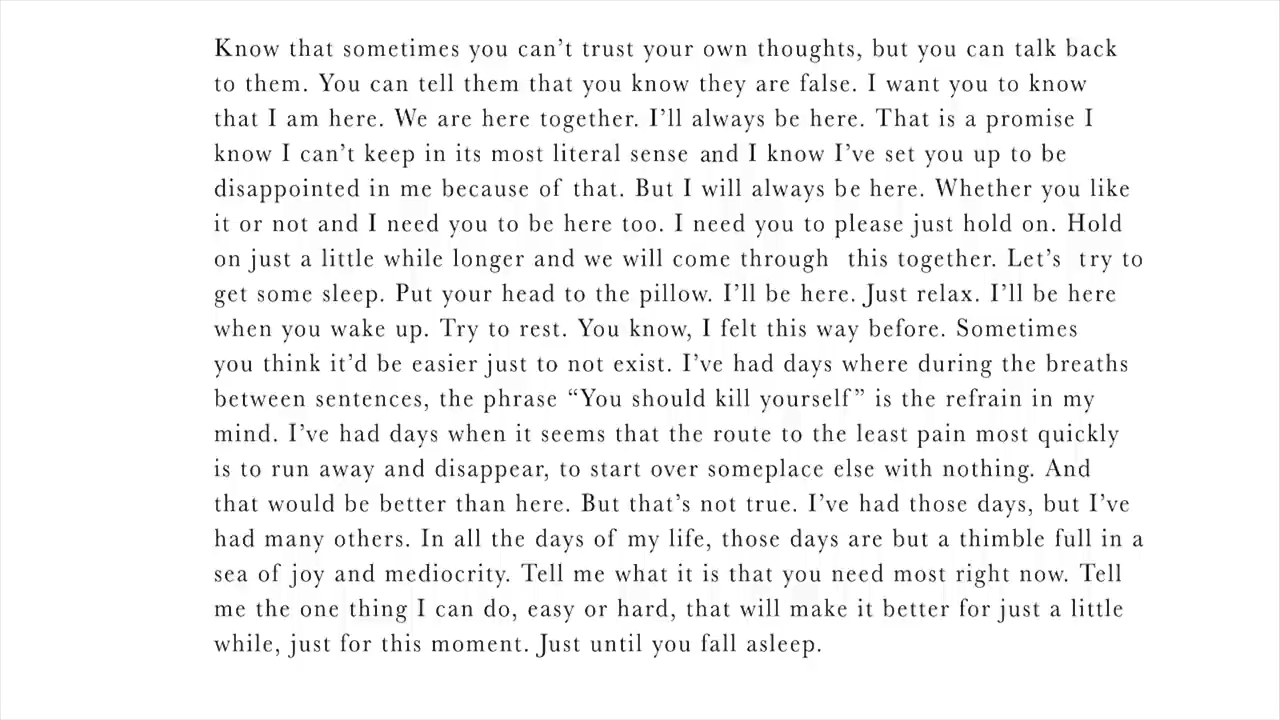 Know that sometimes you can’t trust your own thoughts, but you can talk back
to them. You can tell them that you know they are false. I want you to know
that I am here. We are here together. I’ll always be here. That is a promise I
know I can’t keep in its most literal sense and I know I’ve set you up to be
disappointed in me because of that. But I will always be here. Whether you like
it or not and I need you to be here too. I need you to please just hold on. Hold
on just a little while longer and we will come through this together. Let’s try to
get some sleep. Put your head to the pillow. I’ll be here. Just relax. I’ll be here
when you wake up. Try to rest. You know, I felt this way before. Sometimes
you think it’d be easier just to not exist. I’ve had days where during the breaths
between sentences, the phrase “You should kill yourself” is the refrain in my
mind. I’ve had days when it seems that the route to the least pain most quickly
is to run away and disappear, to start over someplace else with nothing. And
that would be better than here. But that’s not true. I’ve had those days, but I’ve
had many others. In all the days of my life, those days are but a thimble full in a
sea of joy and mediocrity. Tell me what it is that you need most right now. Tell
me the one thing I can do, easy or hard, that will make it better for just a little
while, just for this moment. Just until you fall asleep.